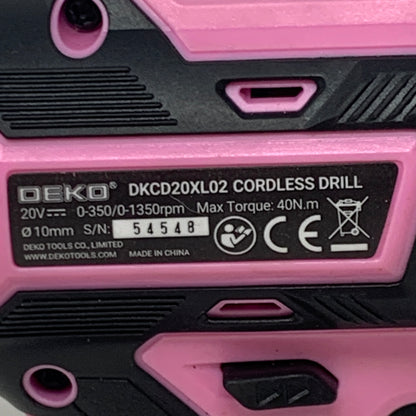 DEKO® DKCD20XL02 CORDLESS DRILL
20V⎓ 0-350/0-1350rpm Max Torque: 40N.m
Ø10mm S/N: 54548
DEKO TOOLS CO., LIMITED
WWW.DEKOTOOLS.COM MADE IN CHINA
CE